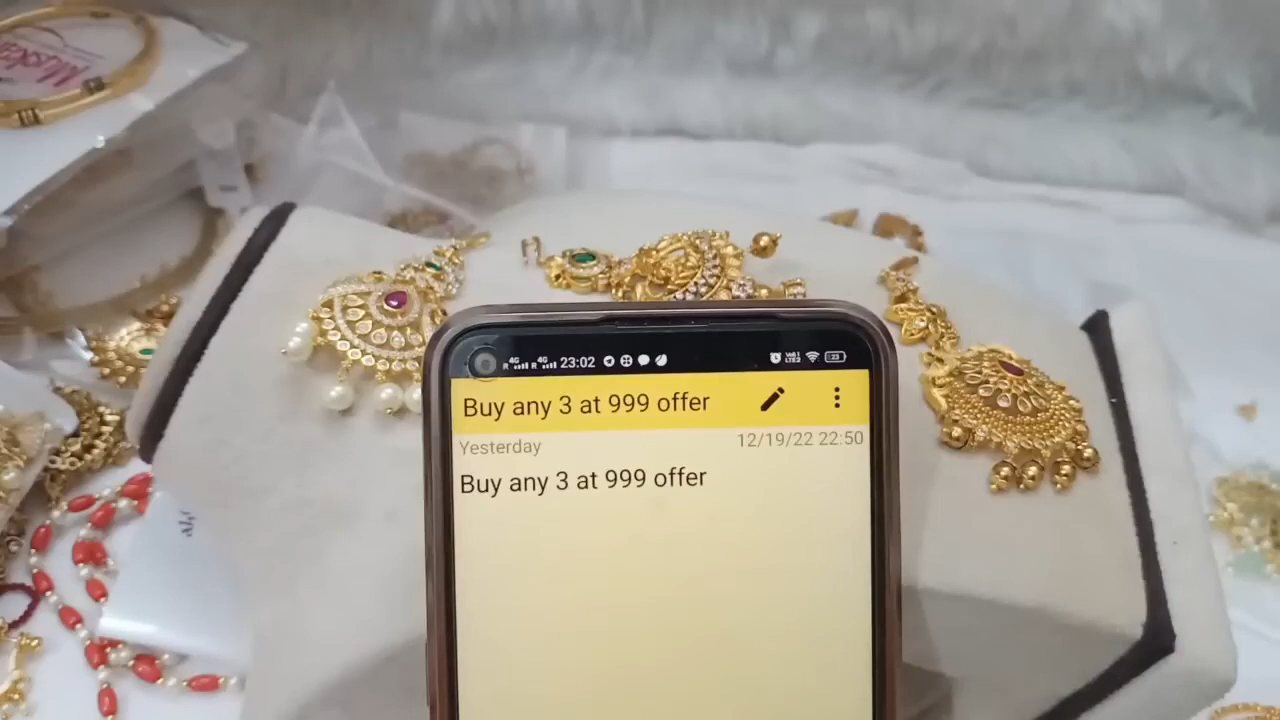 23:02
23
Buy any 3 at 999 offer
Yesterday
12/19/22 22:50
Buy any 3 at 999 offer